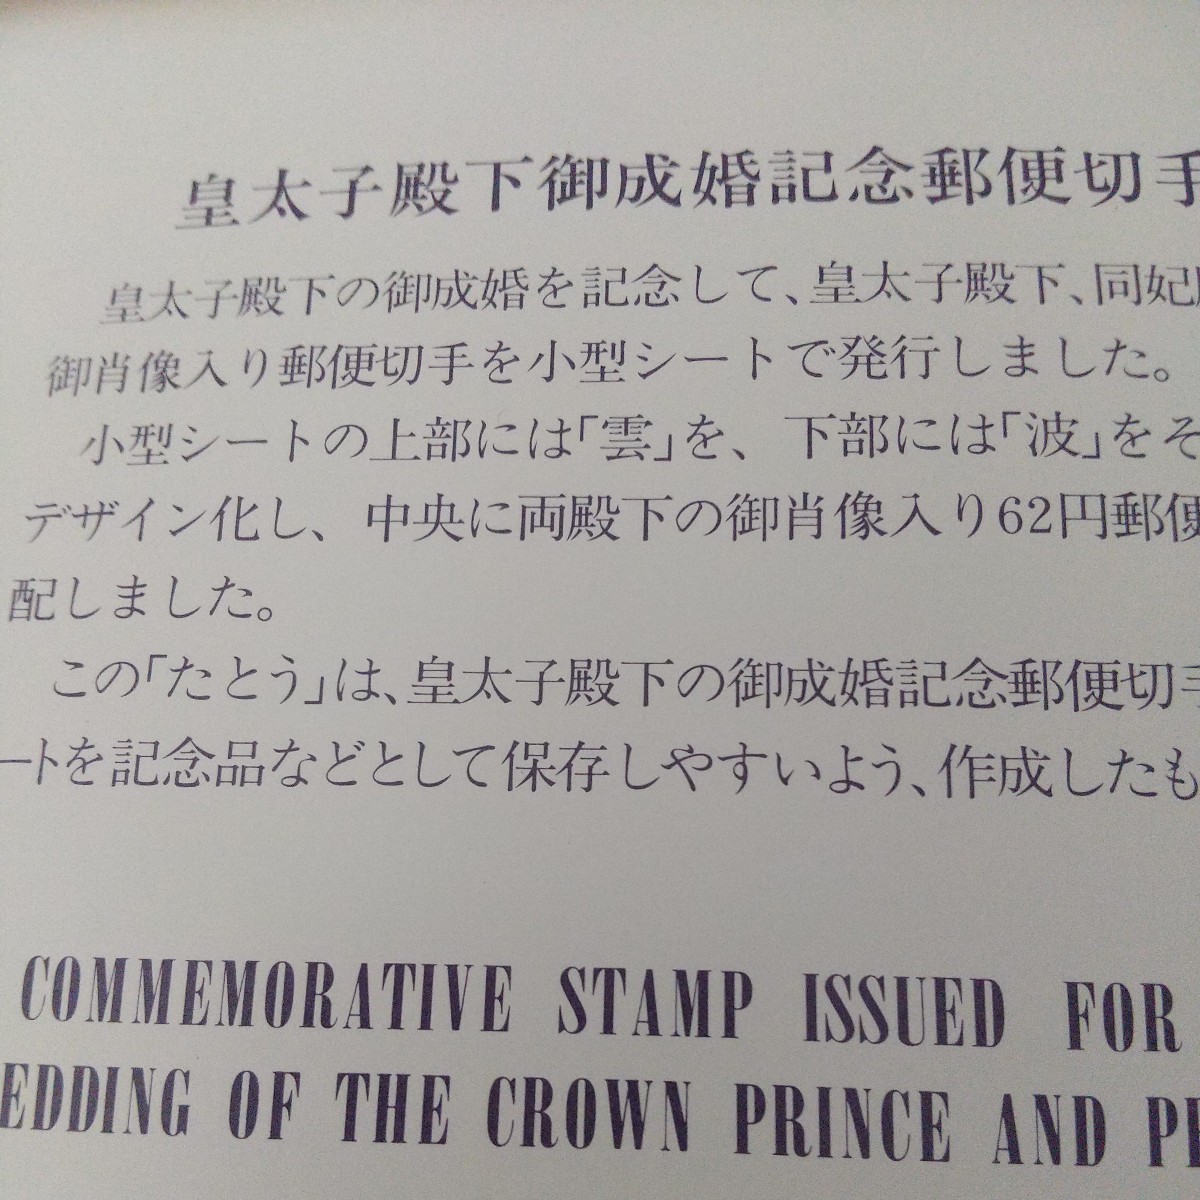 皇太子殿下御成婚記念郵便切手
皇太子殿下の御成婚を記念して、皇太子殿下、同妃
御肖像入り郵便切手を小型シートで発行しました。
小型シートの上部には「雲」を、下部には「波」をそ
デザイン化し、中央に両殿下の御肖像入り62円郵便
配しました。
この「たとう」は、皇太子殿下の御成婚記念郵便切手
ートを記念品などとして保存しやすいよう、作成したも
COMMEMORATIVE STAMP ISSUED FOR
EDDING OF THE CROWN PRINCE AND PR